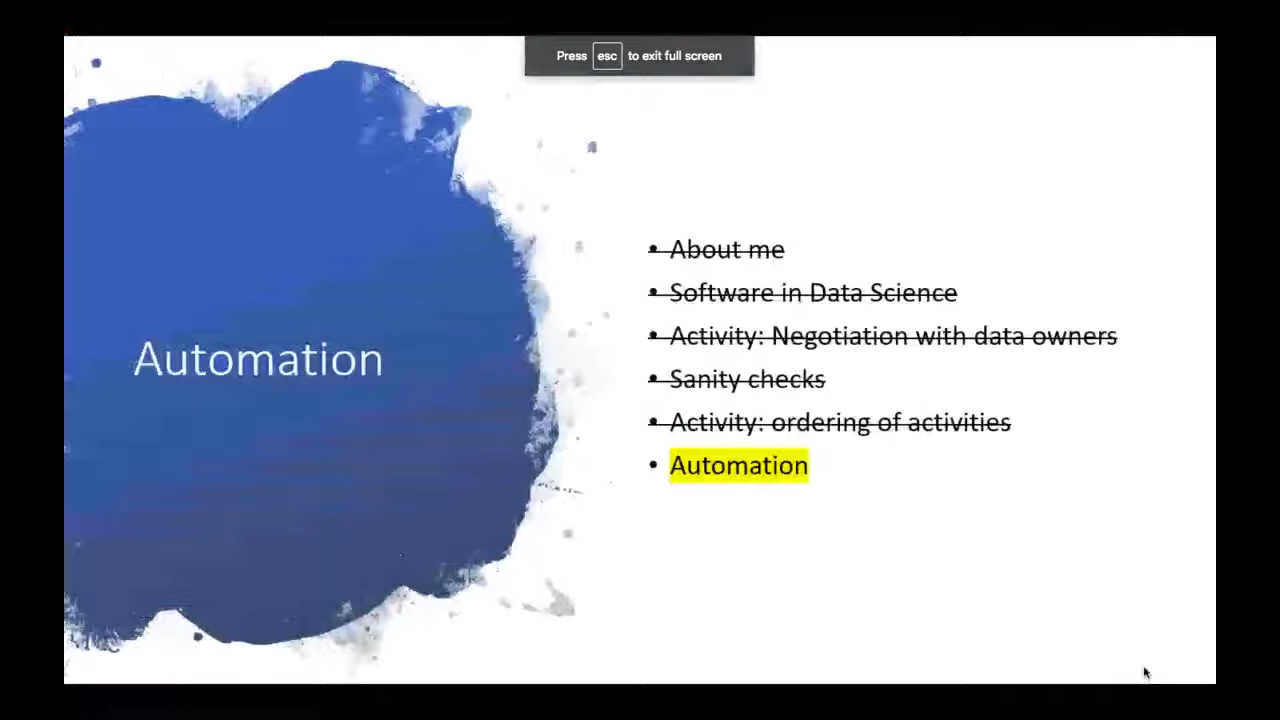 Press esc to exit full screen
Automation
• About me
• Software in Data Science
• Activity: Negotiation with data owners
• Sanity checks
• Activity: ordering of activities
• Automation